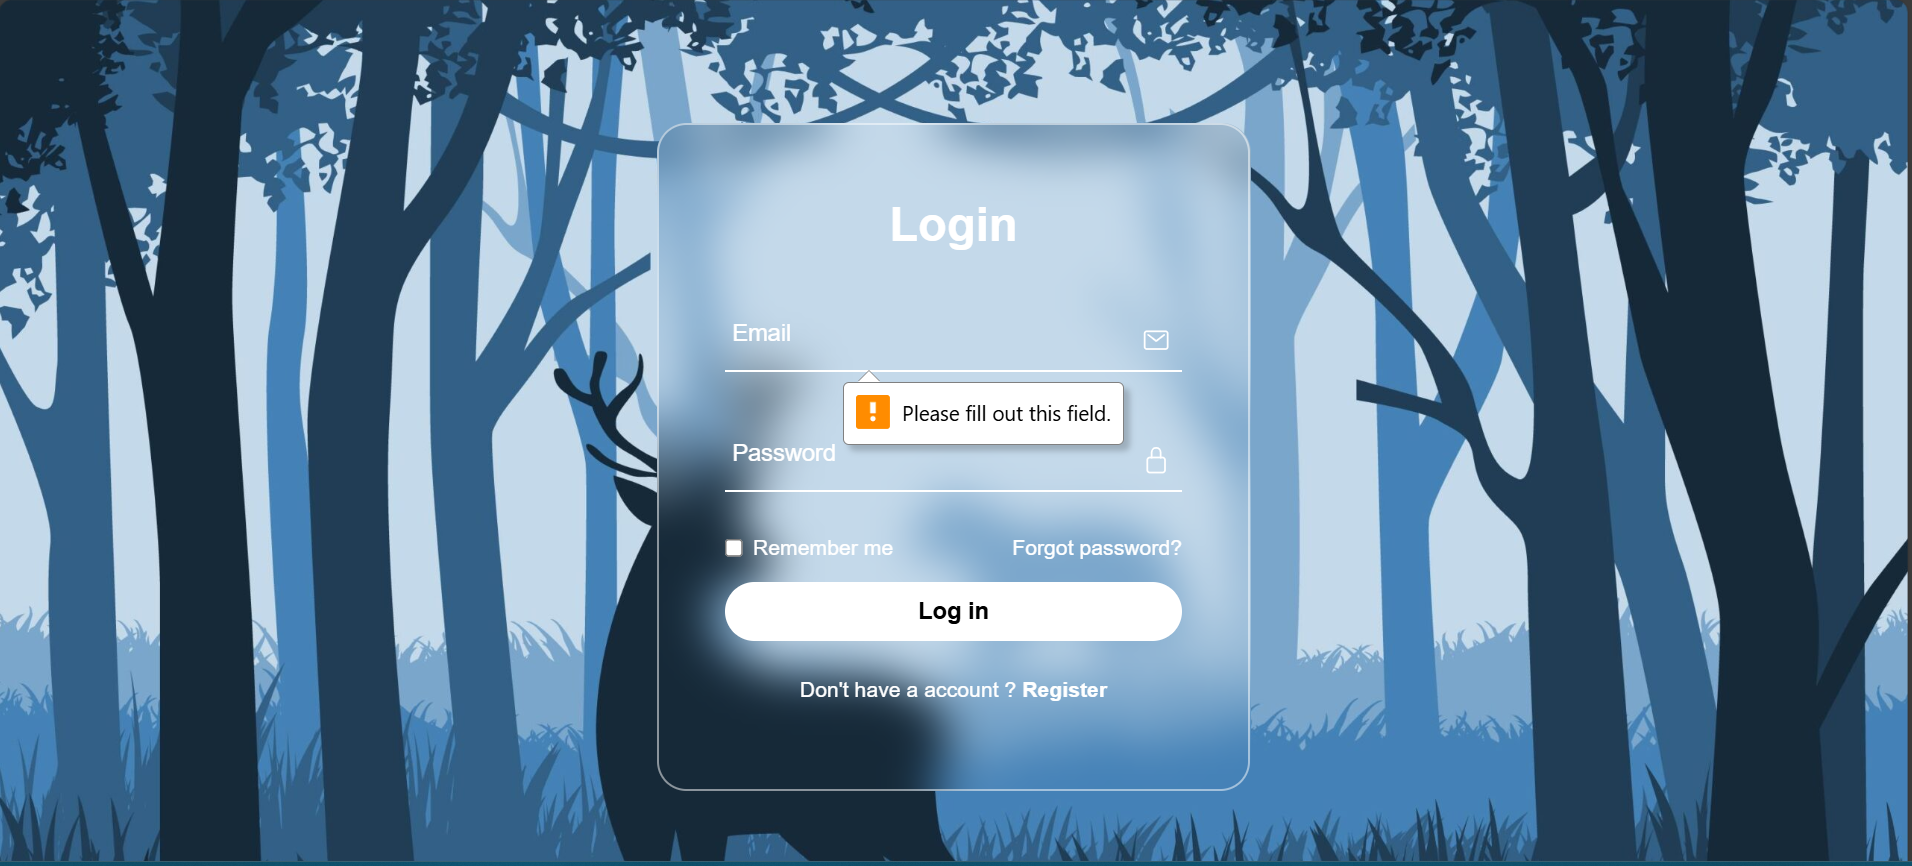 Login
Email
Please fill out this field.
Password
Remember me Forgot password?
Log in
Don't have a account ? Register